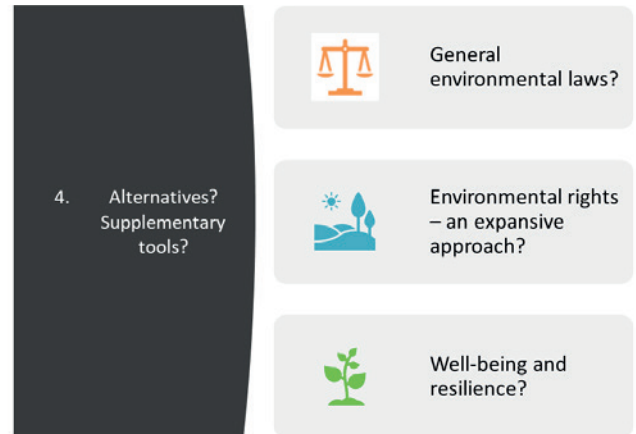 4. Alternatives?
Supplementary
tools?
General
environmental laws?
Environmental rights
– an expansive
approach?
Well-being and
resilience?